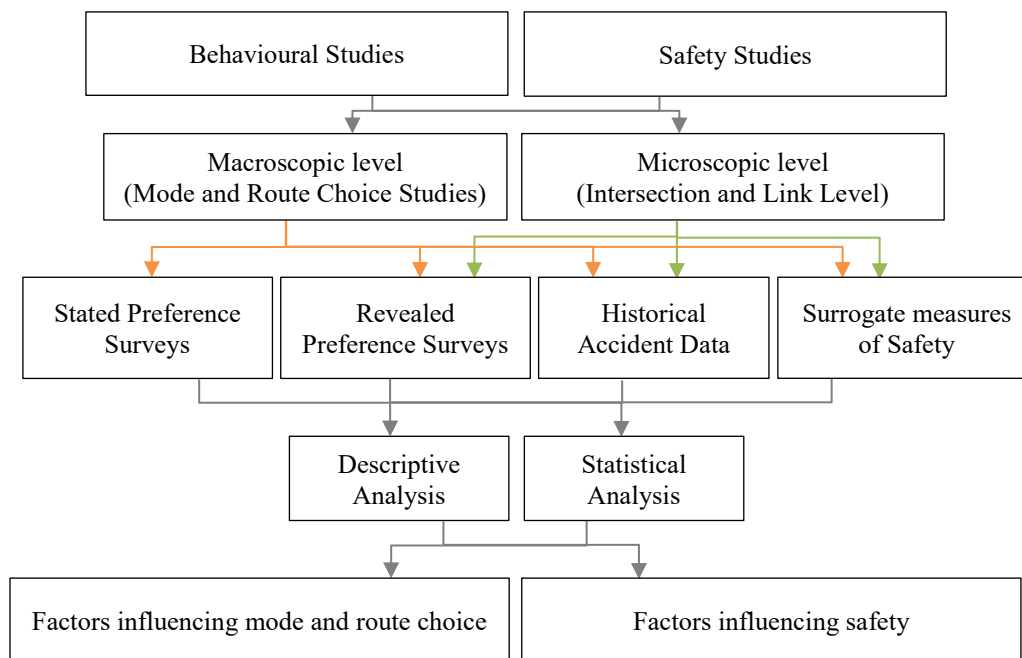 Behavioural Studies
Safety Studies
Macroscopic level
(Mode and Route Choice Studies)
Microscopic level
(Intersection and Link Level)
Stated Preference
Surveys
Revealed
Preference Surveys
Historical
Accident Data
Surrogate measures
of Safety
Descriptive
Analysis
Statistical
Analysis
Factors influencing mode and route choice
Factors influencing safety